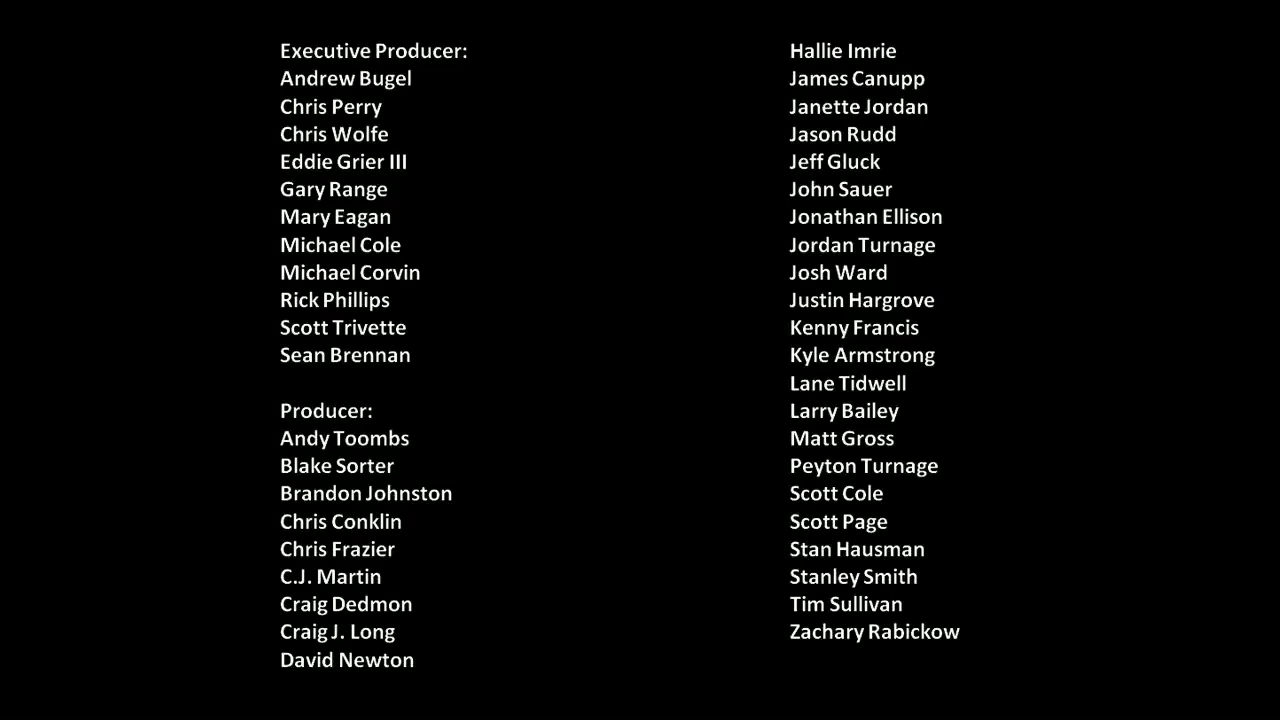 Executive Producer:
Andrew Bugel
Chris Perry
Chris Wolfe
Eddie Grier III
Gary Range
Mary Eagan
Michael Cole
Michael Corvin
Rick Phillips
Scott Trivette
Sean Brennan
Producer:
Andy Toombs
Blake Sorter
Brandon Johnston
Chris Conklin
Chris Frazier
C.J. Martin
Craig Dedmon
Craig J. Long
David Newton
Hallie Imrie
James Canupp
Janette Jordan
Jason Rudd
Jeff Gluck
John Sauer
Jonathan Ellison
Jordan Turnage
Josh Ward
Justin Hargrove
Kenny Francis
Kyle Armstrong
Lane Tidwell
Larry Bailey
Matt Gross
Peyton Turnage
Scott Cole
Scott Page
Stan Hausman
Stanley Smith
Tim Sullivan
Zachary Rabickow